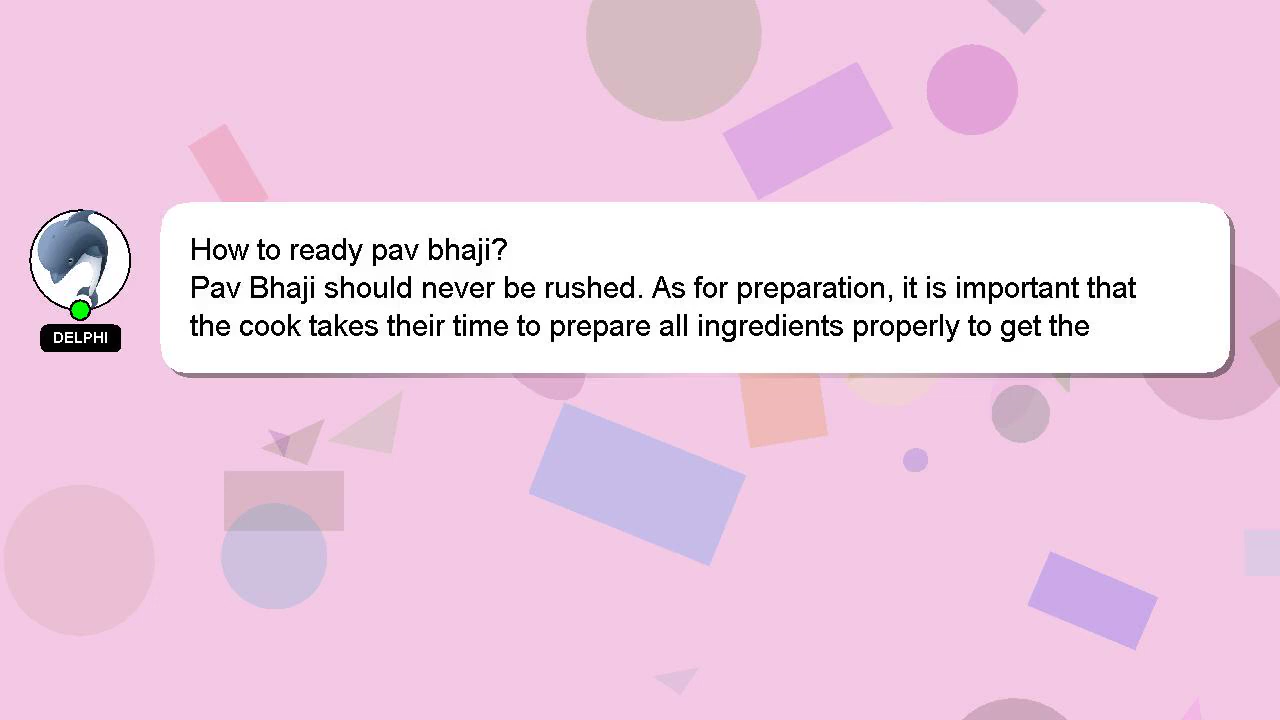 How to ready pav bhaji?
Pav Bhaji should never be rushed. As for preparation, it is important that
the cook takes their time to prepare all ingredients properly to get the
DELPHI